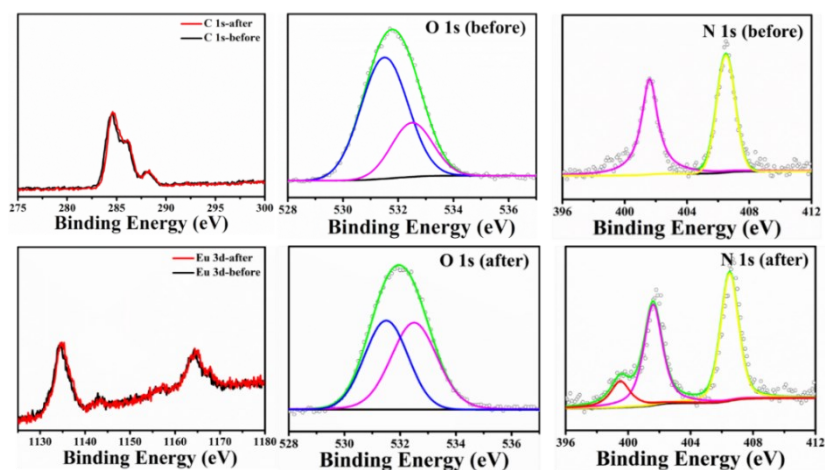 C 1s-after
C 1s-before
275 280 285 290 295 300
Binding Energy (eV)
O 1s (before)
528 530 532 534 536
Binding Energy (eV)
N 1s (before)
396 400 404 408 412
Binding Energy (eV)
Eu 3d-after
Eu 3d-before
1130 1140 1150 1160 1170 1180
Binding Energy (eV)
O 1s (after)
528 530 532 534 536
Binding Energy (eV)
N 1s (after)
396 400 404 408 412
Binding Energy (eV)